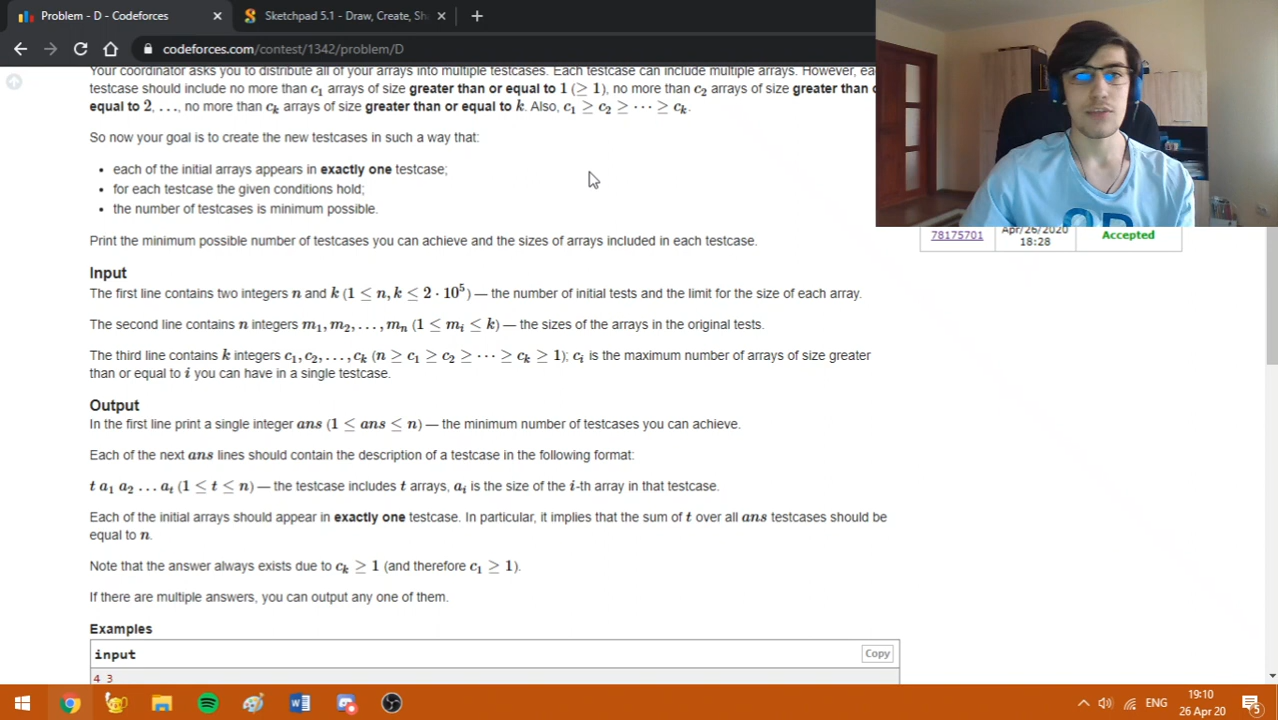 Problem - D - Codeforces
Sketchpad 5.1 - Draw, Create, Sh
codeforces.com/contest/1342/problem/D
Your coordinator asks you to distribute all of your arrays into multiple testcases. Each testcase can include multiple arrays. However, ea
testcase should include no more than c₁ arrays of size greater than or equal to 1 (≥ 1), no more than c₂ arrays of size greater than o
equal to 2, …, no more than cₖ arrays of size greater than or equal to k. Also, c₁ ≥ c₂ ≥ ⋯ ≥ cₖ.
So now your goal is to create the new testcases in such a way that:
• each of the initial arrays appears in exactly one testcase;
• for each testcase the given conditions hold;
• the number of testcases is minimum possible.
Print the minimum possible number of testcases you can achieve and the sizes of arrays included in each testcase.
78175701 Apr/26/2020 18:28 Accepted
Input
The first line contains two integers n and k (1 ≤ n, k ≤ 2 · 10⁵) — the number of initial tests and the limit for the size of each array.
The second line contains n integers m₁, m₂, …, mₙ (1 ≤ mᵢ ≤ k) — the sizes of the arrays in the original tests.
The third line contains k integers c₁, c₂, …, cₖ (n ≥ c₁ ≥ c₂ ≥ ⋯ ≥ cₖ ≥ 1); cᵢ is the maximum number of arrays of size greater
than or equal to i you can have in a single testcase.
Output
In the first line print a single integer ans (1 ≤ ans ≤ n) — the minimum number of testcases you can achieve.
Each of the next ans lines should contain the description of a testcase in the following format:
t a₁ a₂ … aₜ (1 ≤ t ≤ n) — the testcase includes t arrays, aᵢ is the size of the i-th array in that testcase.
Each of the initial arrays should appear in exactly one testcase. In particular, it implies that the sum of t over all ans testcases should be
equal to n.
Note that the answer always exists due to cₖ ≥ 1 (and therefore c₁ ≥ 1).
If there are multiple answers, you can output any one of them.
Examples
input Copy
4 3
ENG
19:10
26 Apr 20
5